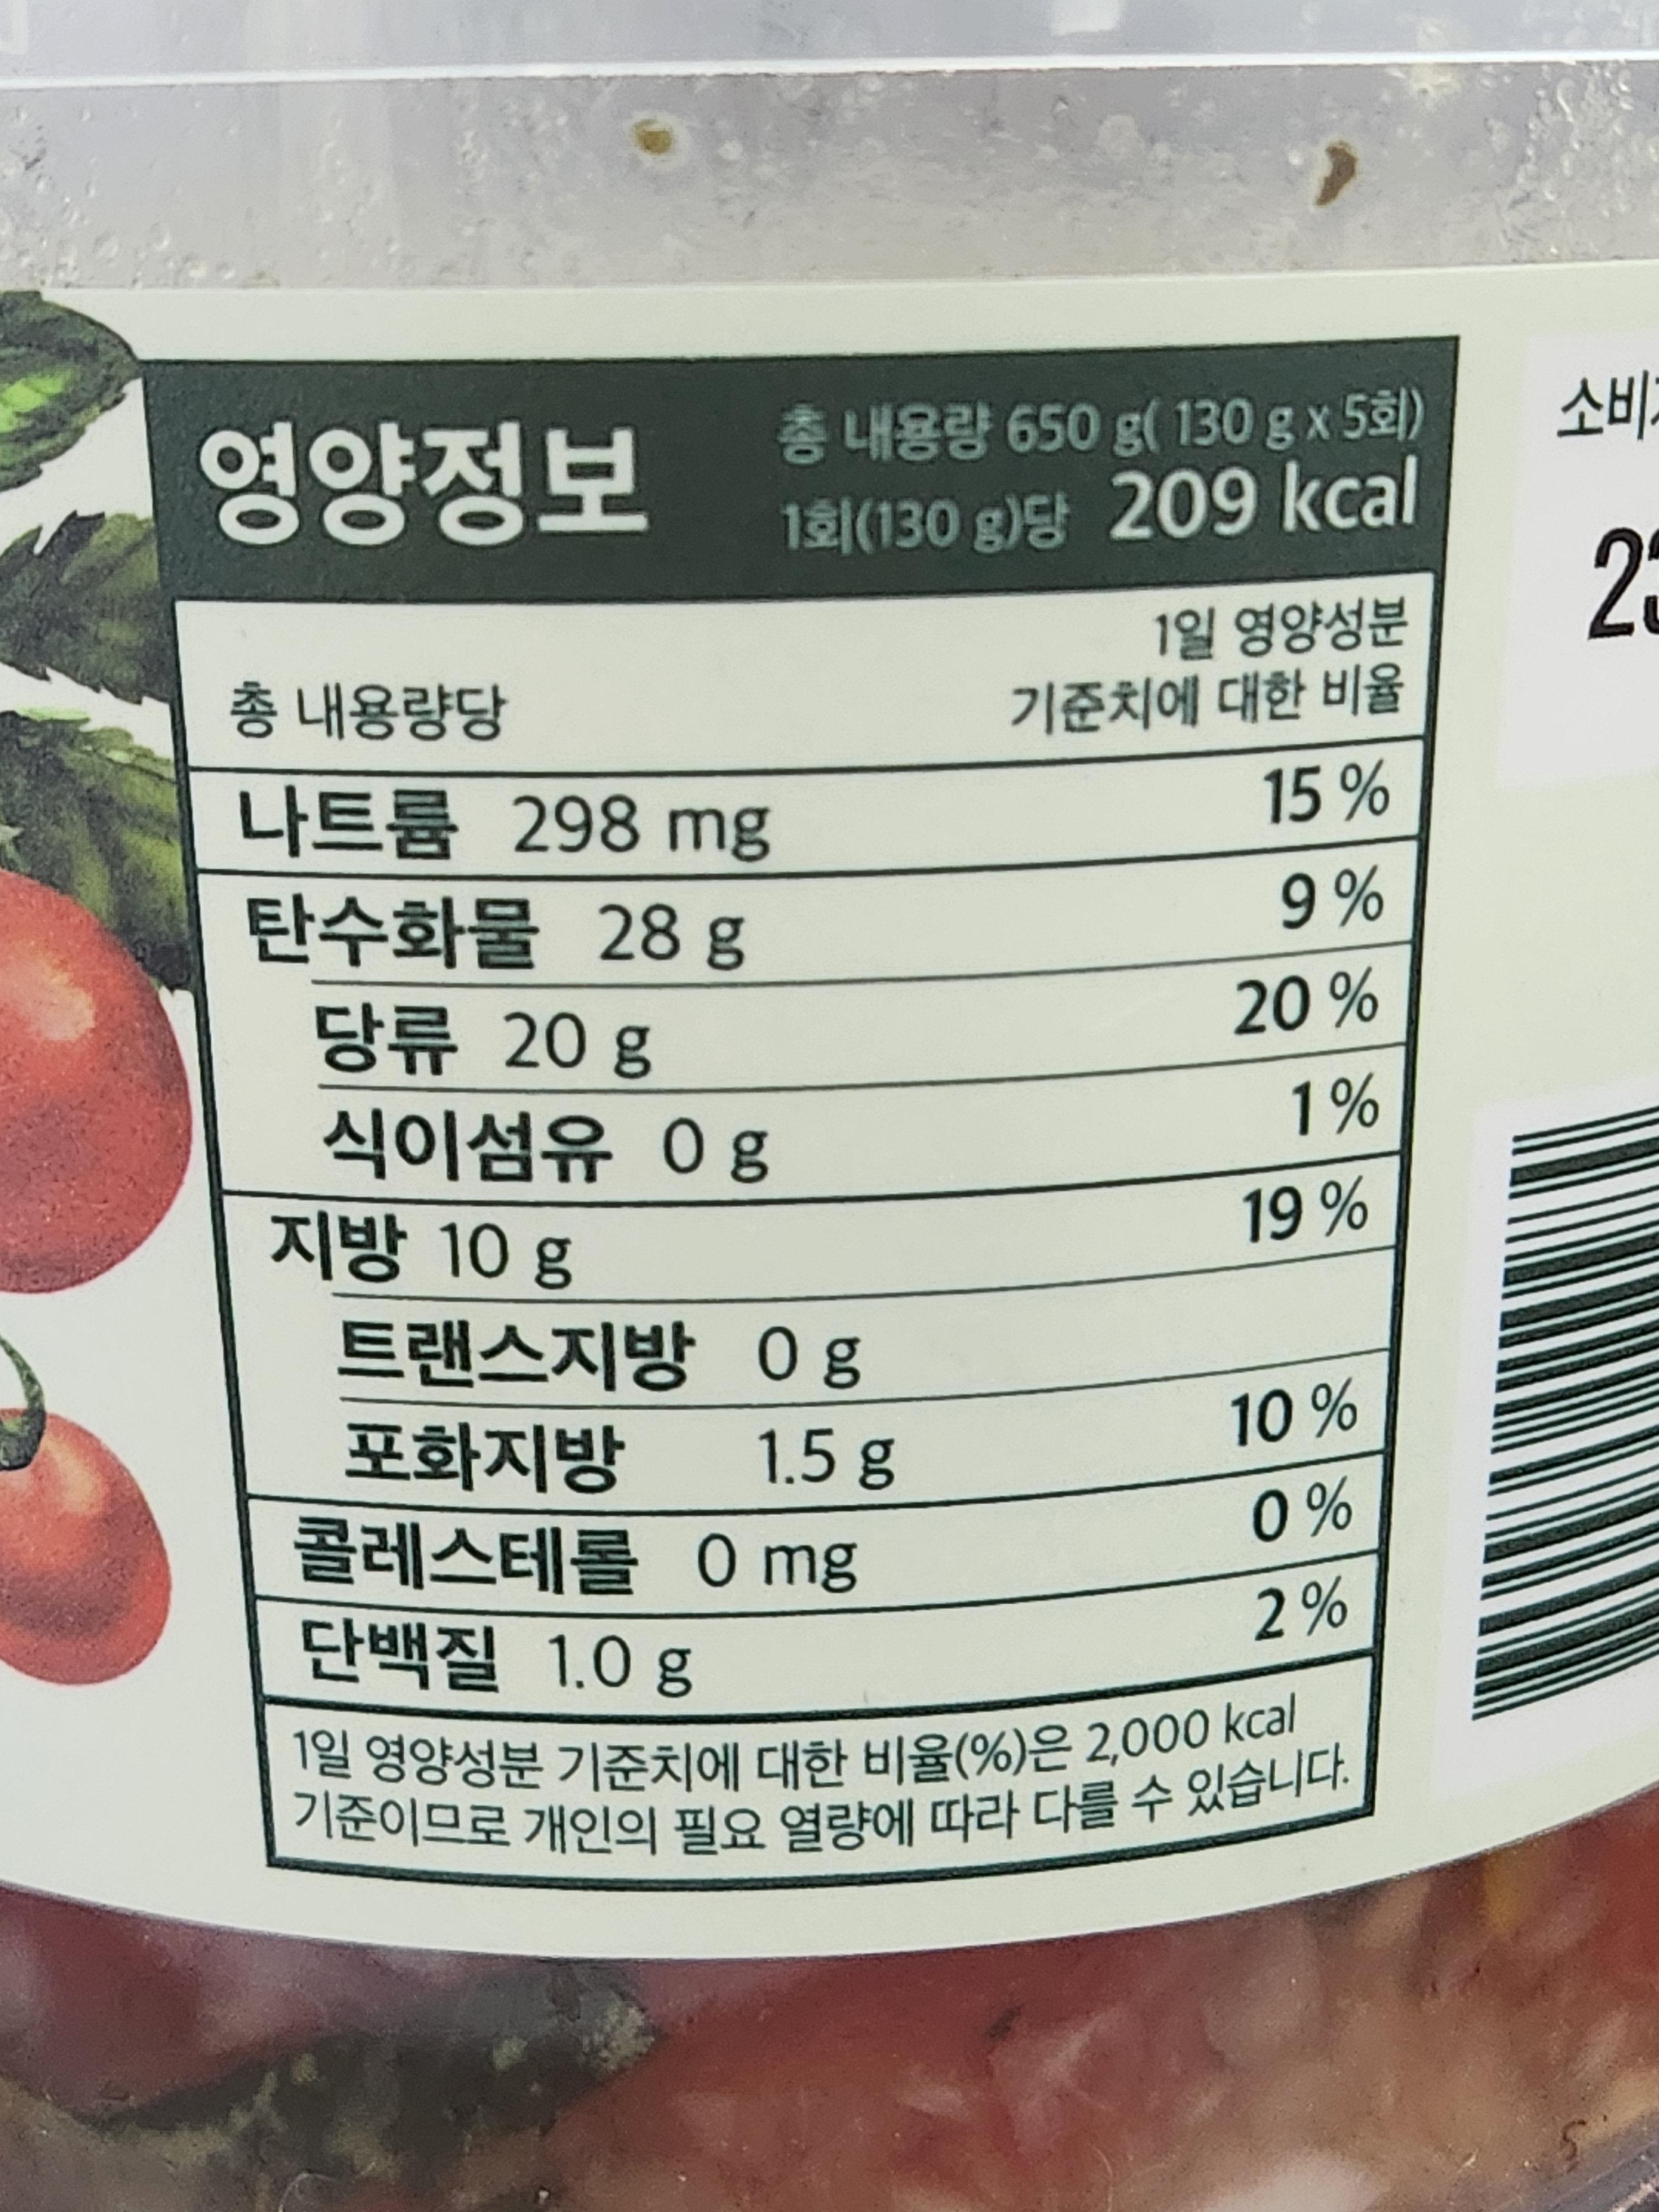 영양정보
총 내용량 650 g( 130 g x 5회)
1회(130 g)당 209 kcal
1일 영양성분
총 내용량당 기준치에 대한 비율
나트륨 298 mg 15 %
탄수화물 28 g 9 %
당류 20 g 20 %
식이섬유 0 g 1 %
지방 10 g 19 %
트랜스지방 0 g
포화지방 1.5 g 10 %
콜레스테롤 0 mg 0 %
단백질 1.0 g 2 %
1일 영양성분 기준치에 대한 비율(%)은 2,000 kcal
기준이므로 개인의 필요 열량에 따라 다를 수 있습니다.
소비